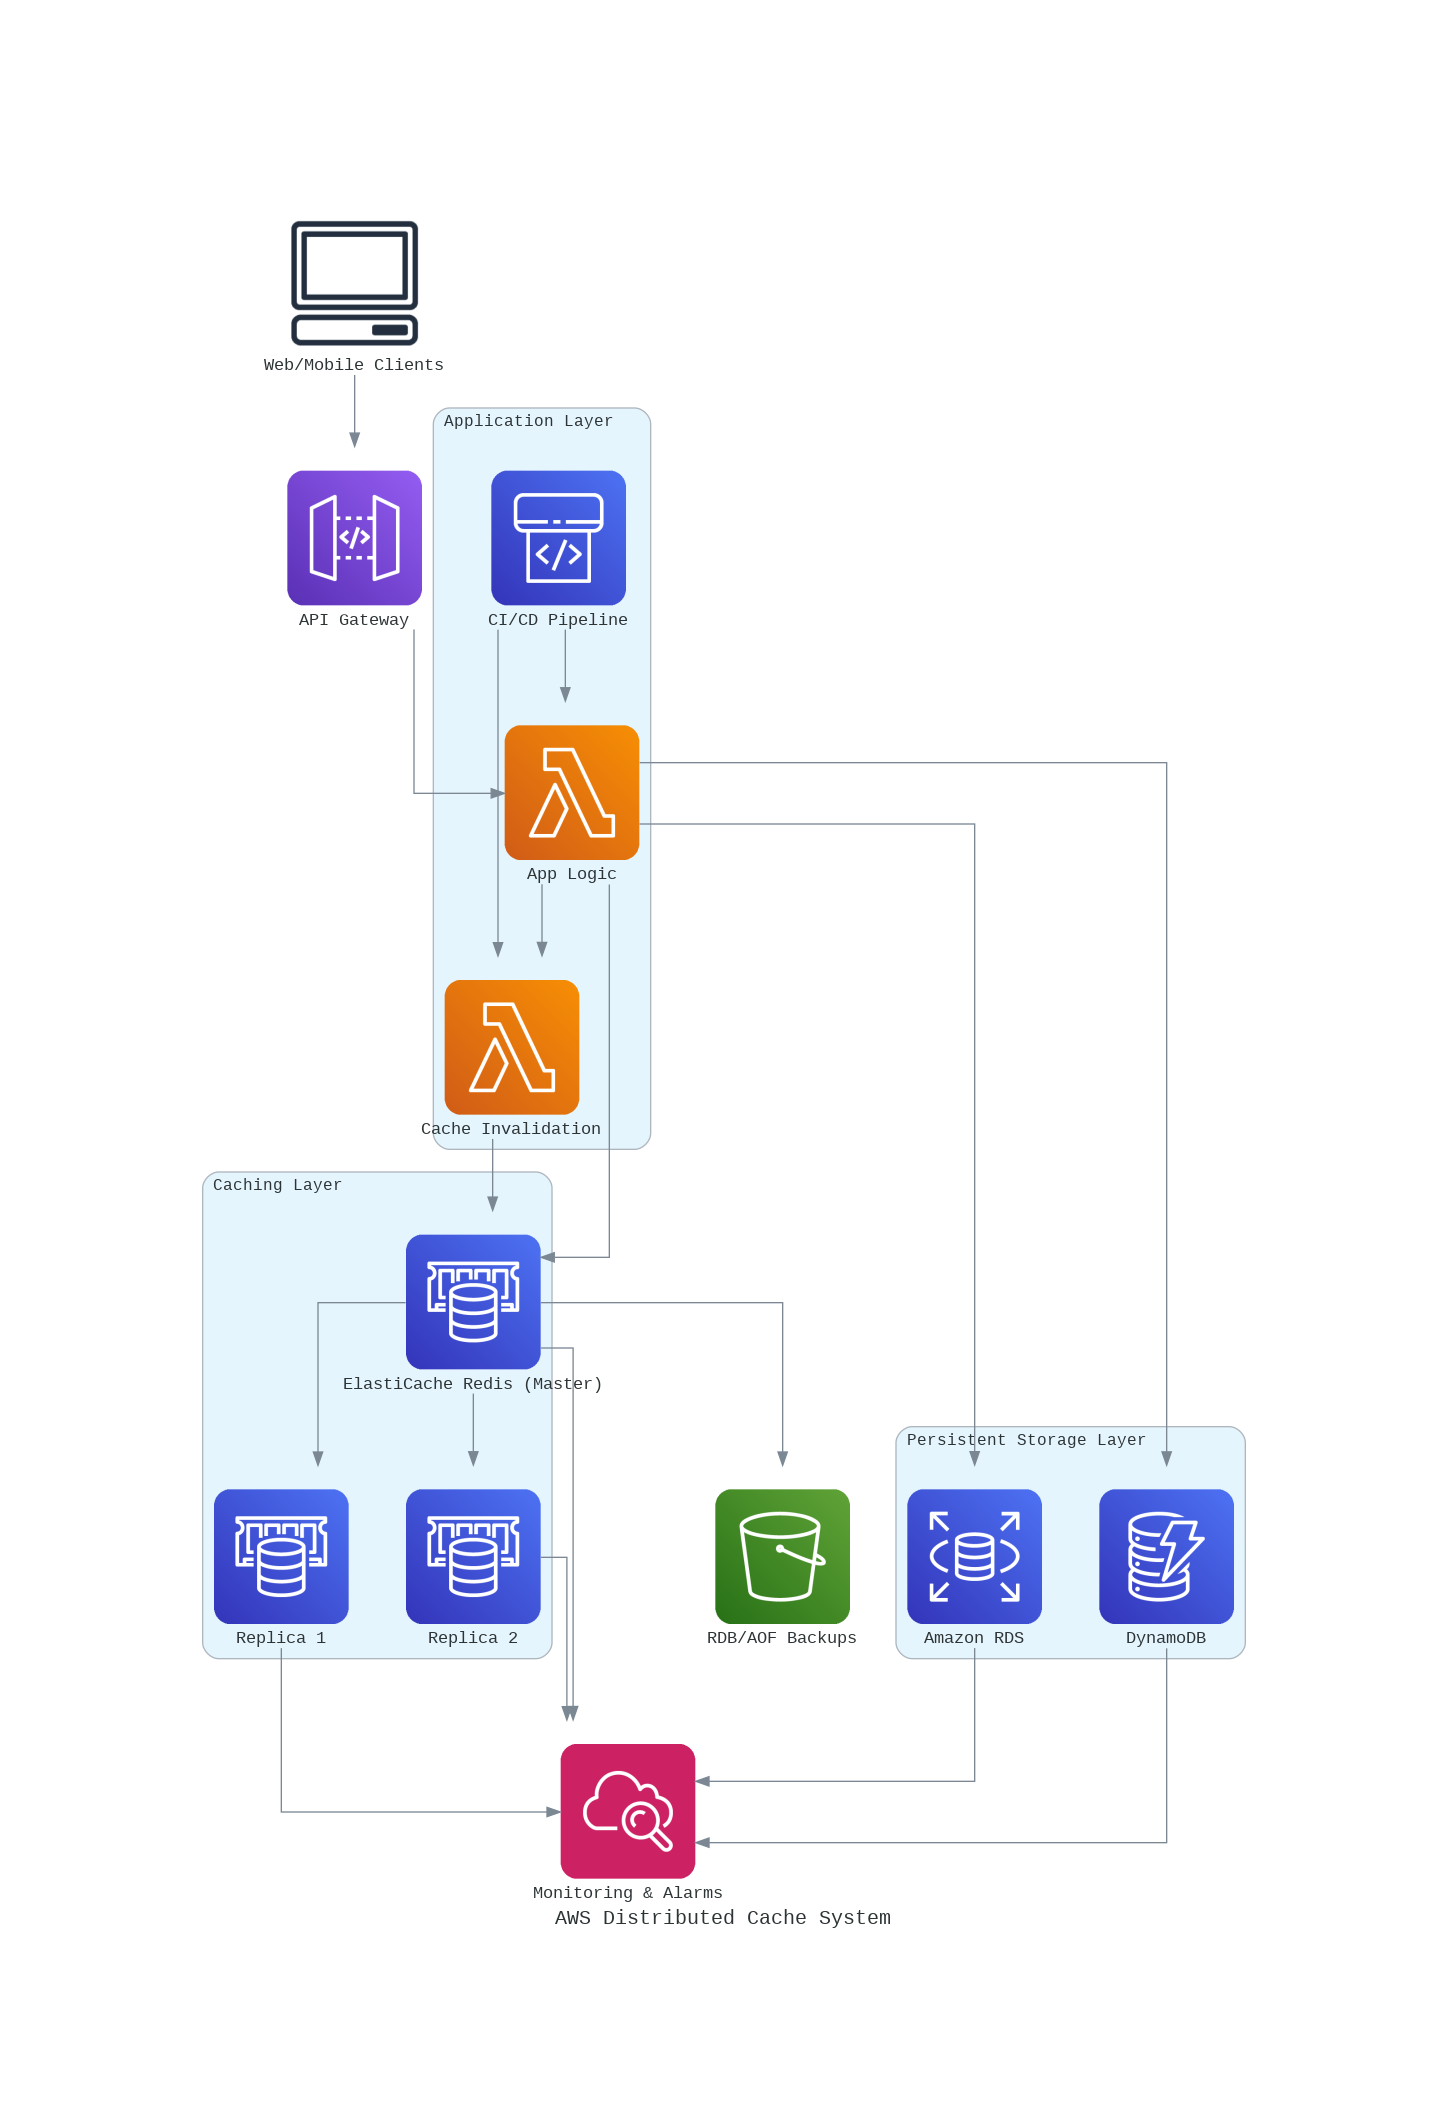 Web/Mobile Clients
Application Layer
API Gateway
CI/CD Pipeline
App Logic
Cache Invalidation
Caching Layer
ElastiCache Redis (Master)
Persistent Storage Layer
Replica 1
Replica 2
RDB/AOF Backups
Amazon RDS
DynamoDB
Monitoring & Alarms
AWS Distributed Cache System